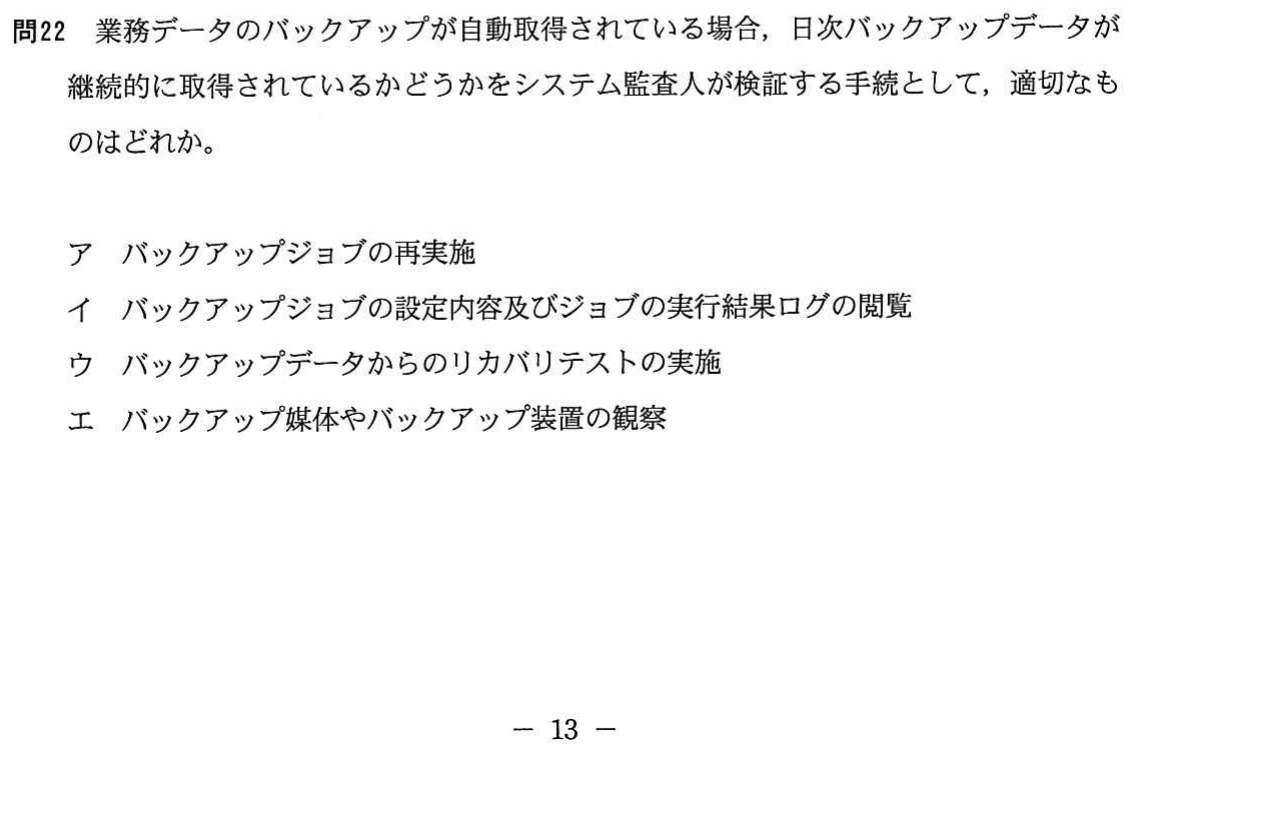 問22 業務データのバックアップが自動取得されている場合，日次バックアップデータが
継続的に取得されているかどうかをシステム監査人が検証する手続として，適切なも
のはどれか。
ア バックアップジョブの再実施
イ バックアップジョブの設定内容及びジョブの実行結果ログの閲覧
ウ バックアップデータからのリカバリテストの実施
エ バックアップ媒体やバックアップ装置の観察
－ 13 －